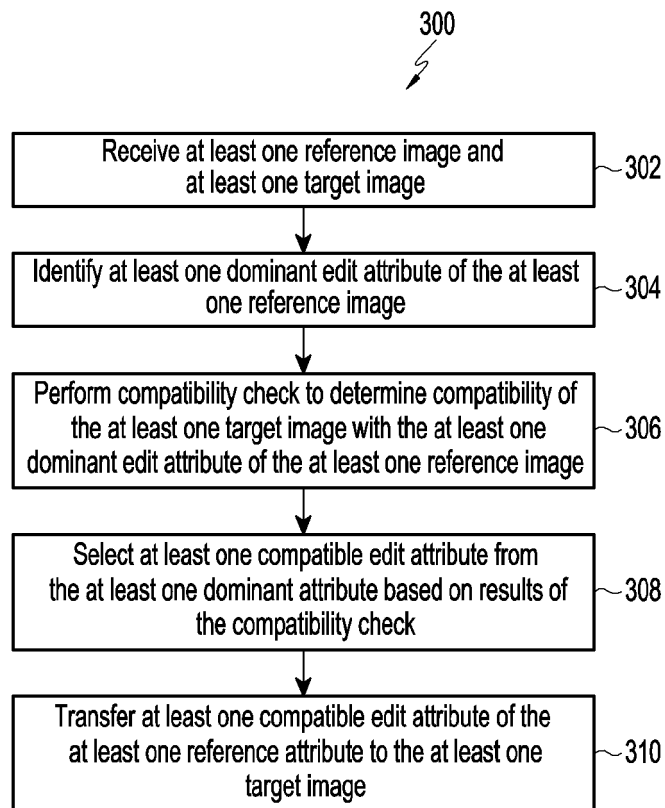 300
Receive at least one reference image and
at least one target image
302
Identify at least one dominant edit attribute of the at least
one reference image
304
Perform compatibility check to determine compatibility of
the at least one target image with the at least one
dominant edit attribute of the at least one reference image
306
Select at least one compatible edit attribute from
the at least one dominant attribute based on results of
the compatibility check
308
Transfer at least one compatible edit attribute of the
at least one reference attribute to the at least one
target image
310